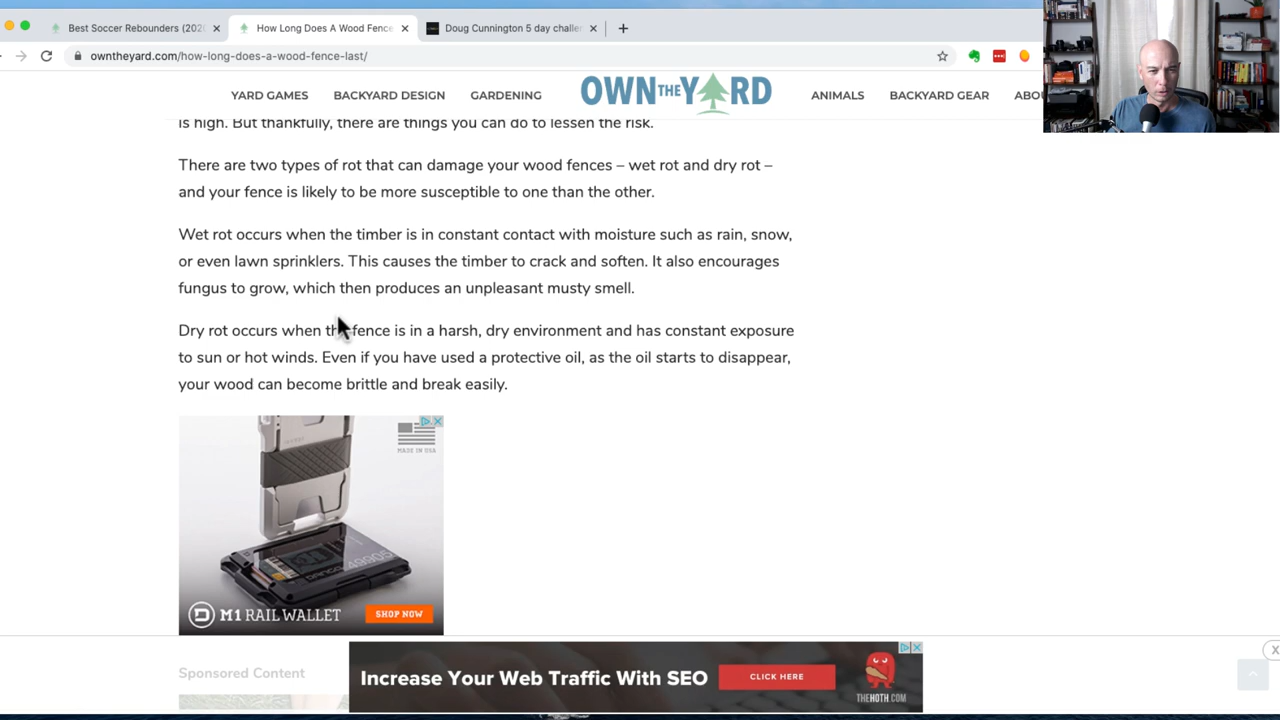 Best Soccer Rebounders (202
How Long Does A Wood Fence
Doug Cunnington 5 day challen
owntheyard.com/how-long-does-a-wood-fence-last/
YARD GAMES
BACKYARD DESIGN
GARDENING
OWN THE YARD
ANIMALS
BACKYARD GEAR
ABOU
is high. But thankfully, there are things you can do to lessen the risk.
There are two types of rot that can damage your wood fences – wet rot and dry rot –
and your fence is likely to be more susceptible to one than the other.
Wet rot occurs when the timber is in constant contact with moisture such as rain, snow,
or even lawn sprinklers. This causes the timber to crack and soften. It also encourages
fungus to grow, which then produces an unpleasant musty smell.
Dry rot occurs when the fence is in a harsh, dry environment and has constant exposure
to sun or hot winds. Even if you have used a protective oil, as the oil starts to disappear,
your wood can become brittle and break easily.
MADE IN USA
M1 RAIL WALLET
SHOP NOW
Sponsored Content
Increase Your Web Traffic With SEO
CLICK HERE
THEHOTH.COM
X